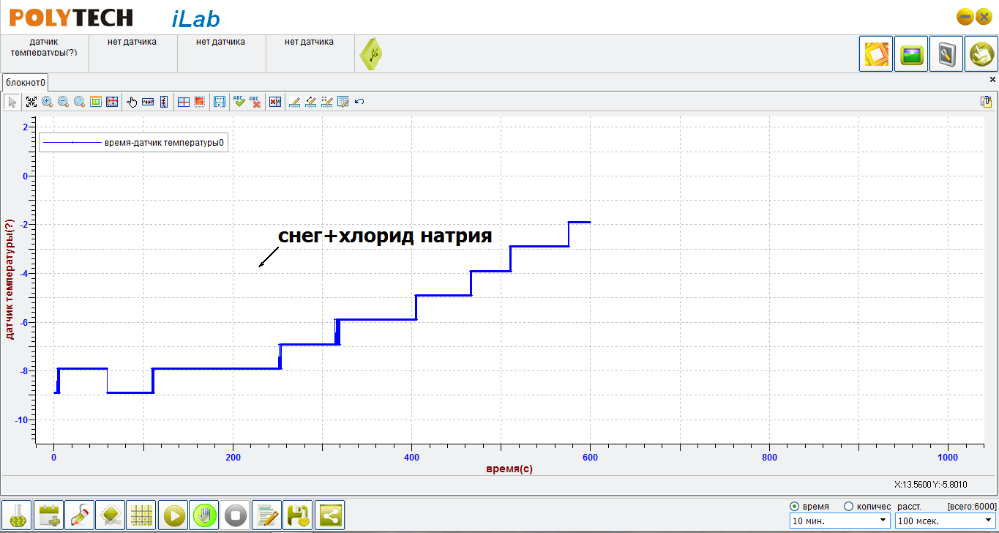 POLYTECH iLab
датчик температуры(?)
нет датчика
нет датчика
нет датчика
блокнот0
время-датчик температуры0
снег+хлорид натрия
датчик температуры(?)
2
0
-2
-4
-6
-8
-10
0 200 400 600 800 1000
время(с)
X:13.5600 Y:-5.8010
время количес расст. [всего:6000]
10 мин. 100 мсек.